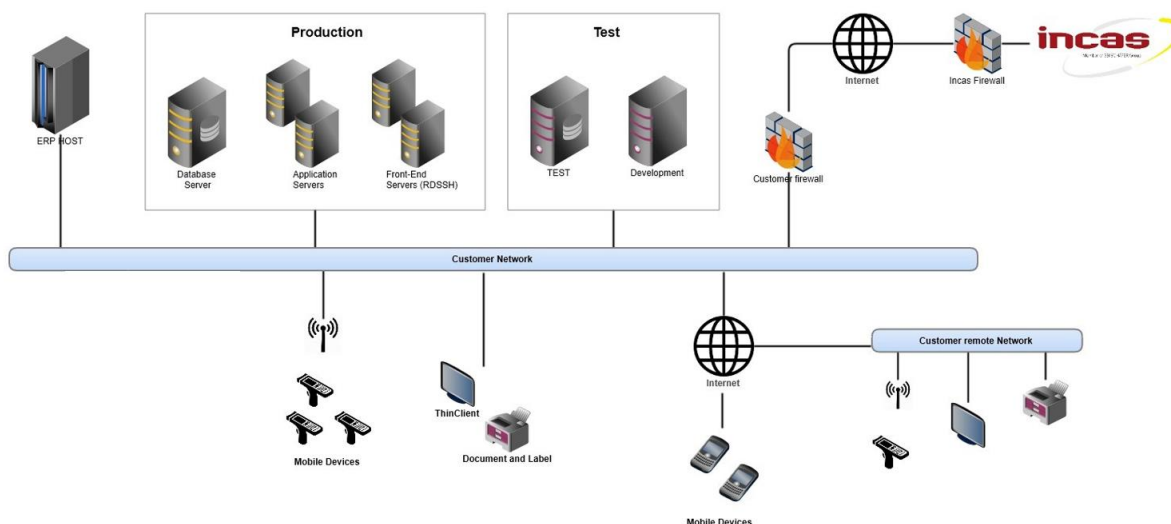 Production
Test
incas
Internet
Incas Firewall
ERP HOST
Database
Server
Application
Servers
Front-End
Servers (RDSSH)
TEST
Development
Customer firewall
Customer Network
Customer remote Network
Internet
ThinClient
Mobile Devices
Document and Label
Mobile Devices